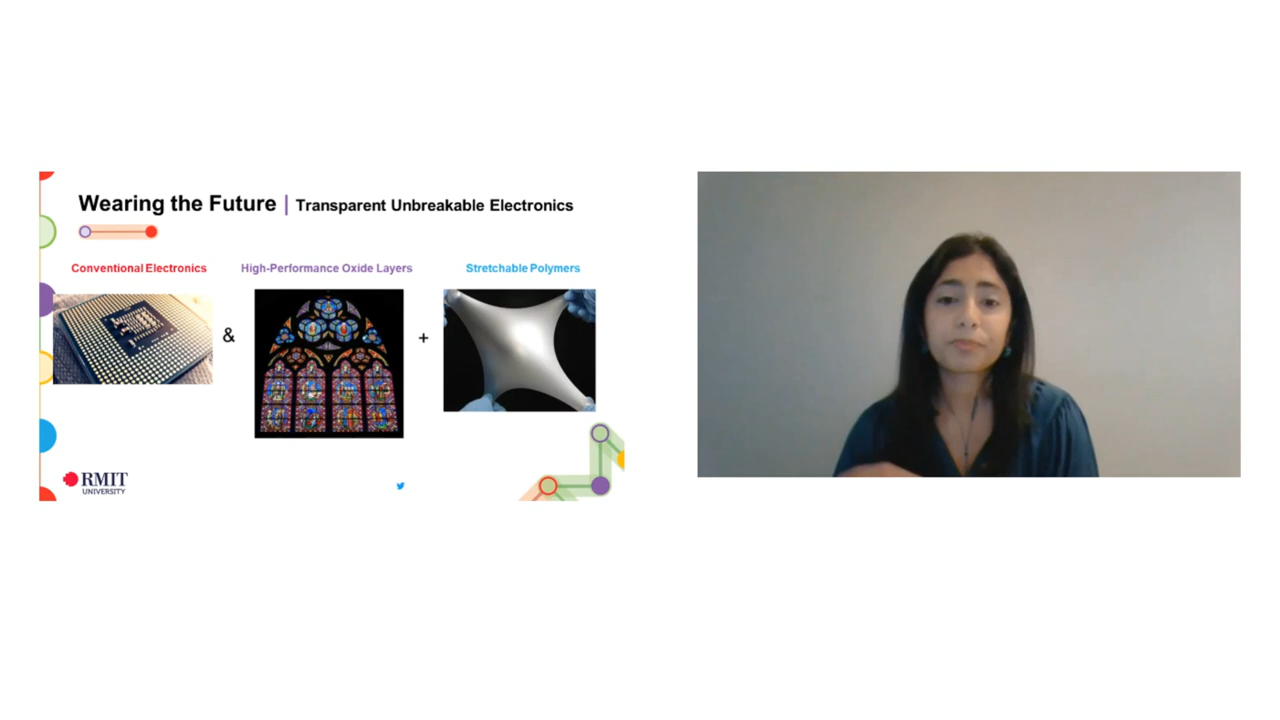 Wearing the Future | Transparent Unbreakable Electronics
Conventional Electronics
High-Performance Oxide Layers
Stretchable Polymers
&
+
RMIT
UNIVERSITY